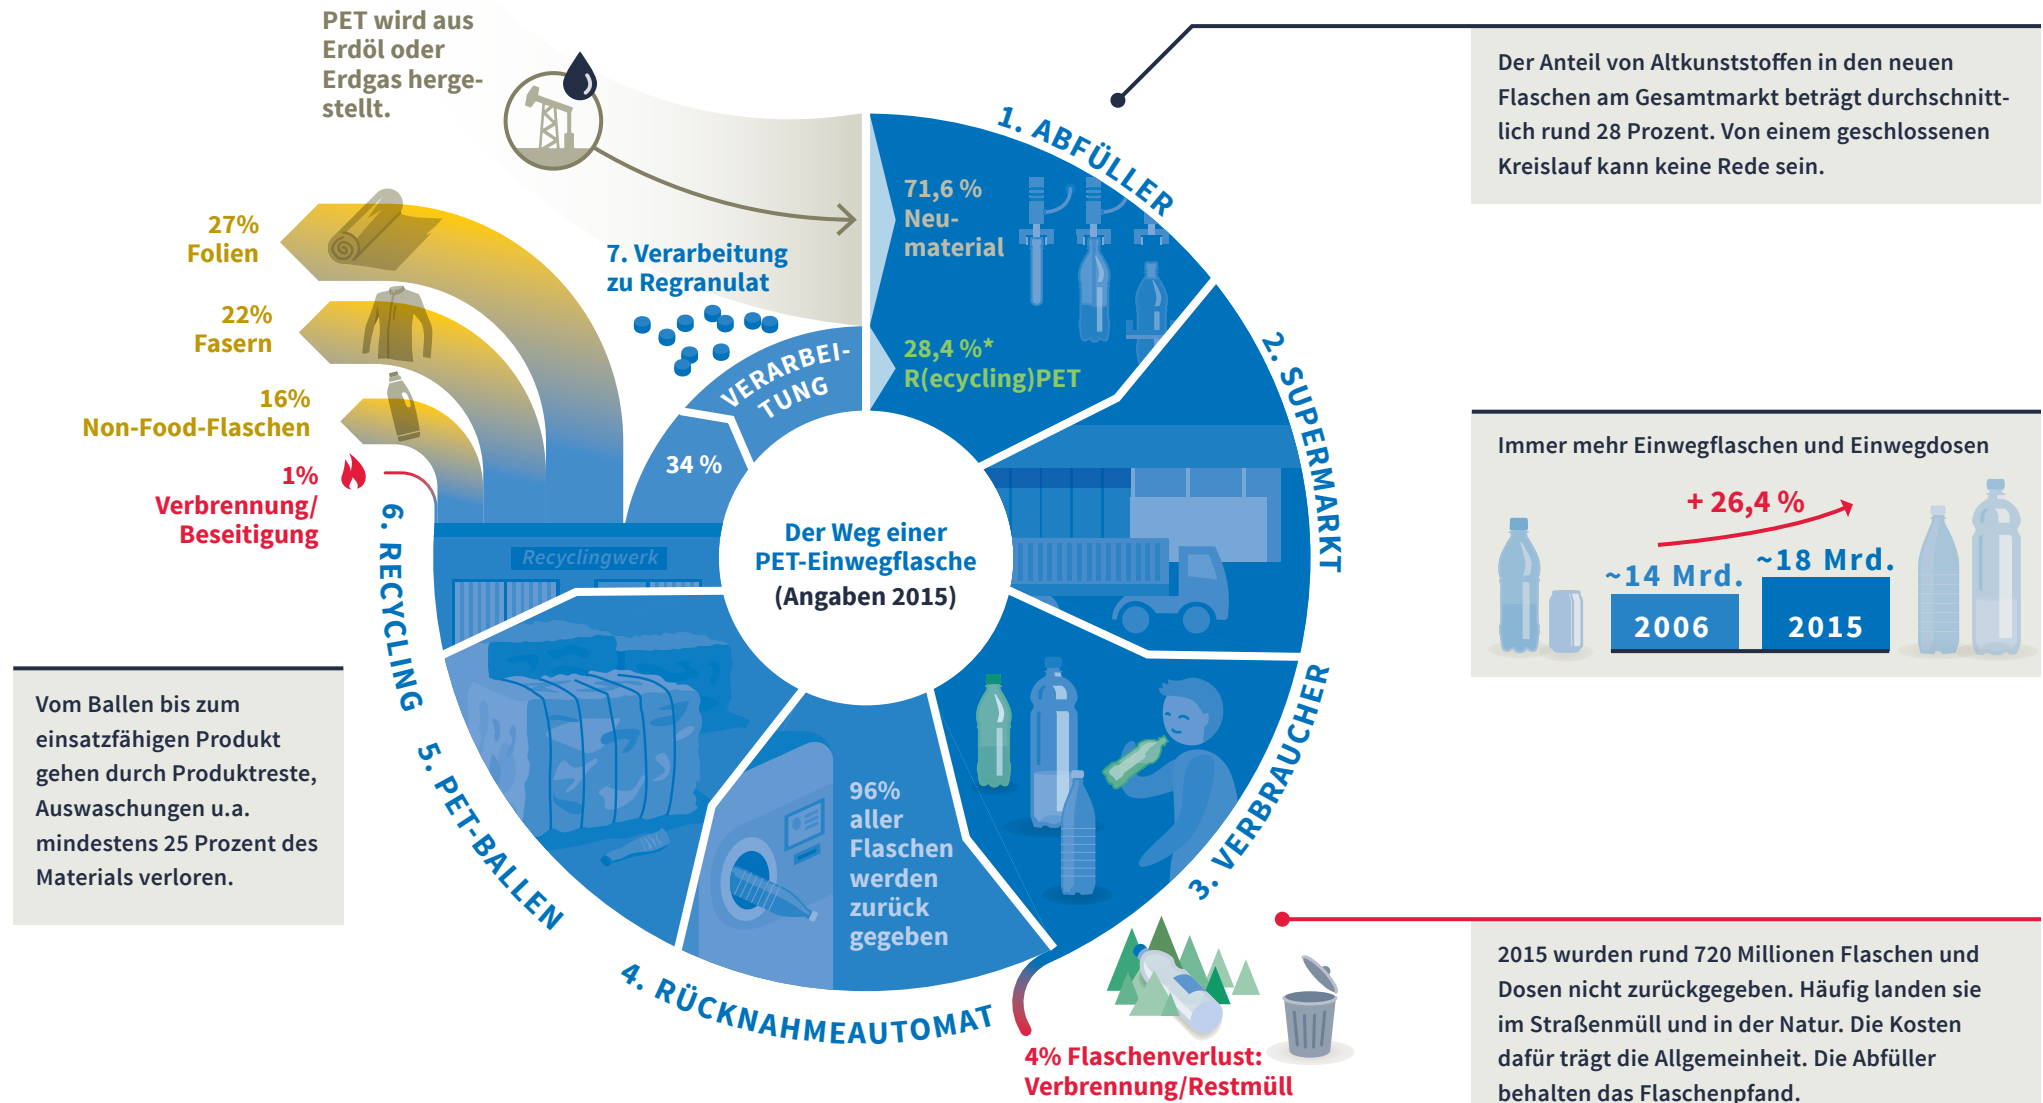 PET wird aus
Erdöl oder
Erdgas herge-
stellt.
Der Anteil von Altkunststoffen in den neuen
Flaschen am Gesamtmarkt beträgt durchschnitt-
lich rund 28 Prozent. Von einem geschlossenen
Kreislauf kann keine Rede sein.
1. ABFÜLLER
71,6 %
Neu-
material
28,4 %*
R(ecycling)PET
2. SUPERMARKT
Immer mehr Einwegflaschen und Einwegdosen
+ 26,4 %
~14 Mrd.
~18 Mrd.
2006
2015
3. VERBRAUCHER
2015 wurden rund 720 Millionen Flaschen und
Dosen nicht zurückgegeben. Häufig landen sie
im Straßenmüll und in der Natur. Die Kosten
dafür trägt die Allgemeinheit. Die Abfüller
behalten das Flaschenpfand.
4% Flaschenverlust:
Verbrennung/Restmüll
4. RÜCKNAHMEAUTOMAT
96%
aller
Flaschen
werden
zurück
gegeben
5. PET-BALLEN
Vom Ballen bis zum
einsatzfähigen Produkt
gehen durch Produktreste,
Auswaschungen u.a.
mindestens 25 Prozent des
Materials verloren.
6. RECYCLING
Recyclingwerk
27%
Folien
22%
Fasern
16%
Non-Food-Flaschen
1%
Verbrennung/
Beseitigung
34 %
7. Verarbeitung
zu Regranulat
VERARBEI-
TUNG
Der Weg einer
PET-Einwegflasche
(Angaben 2015)